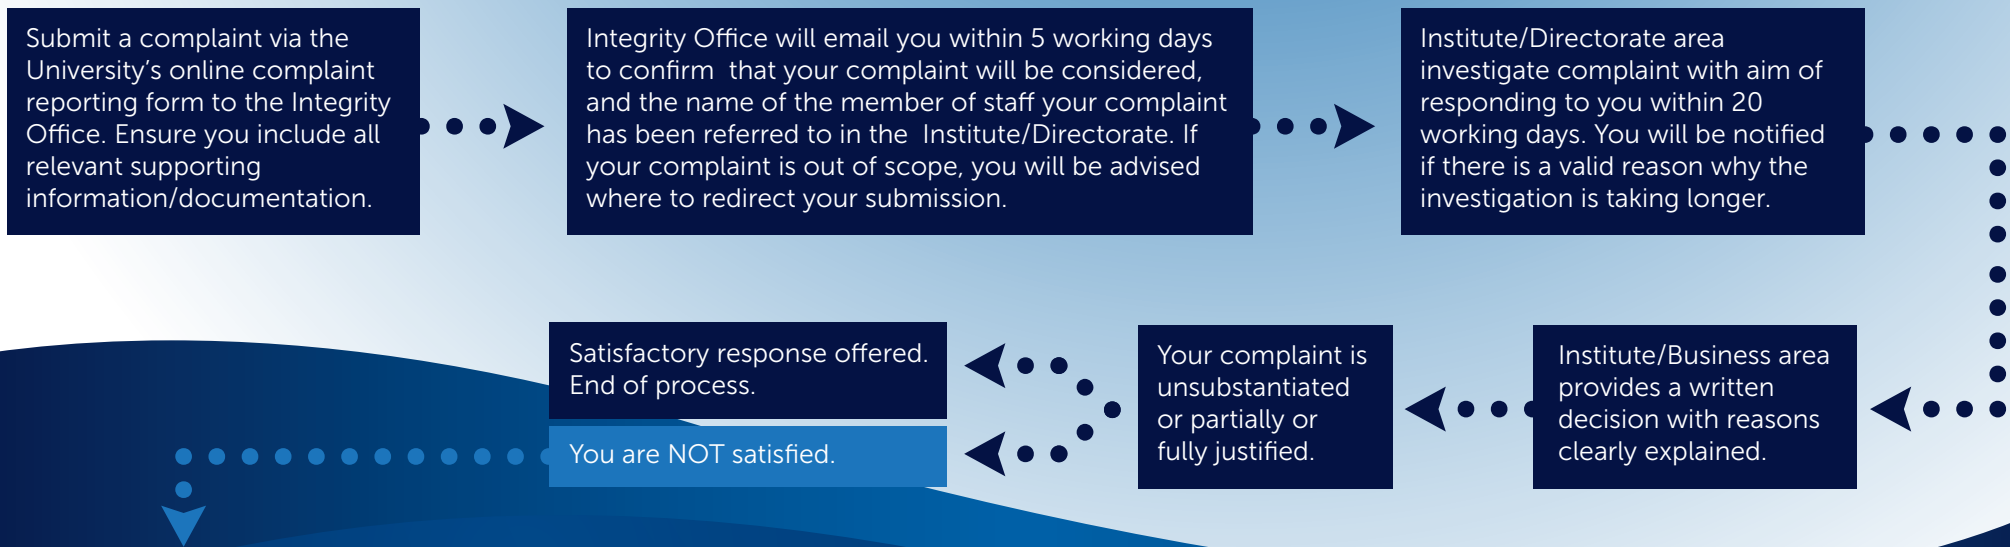 Submit a complaint via the
University's online complaint
reporting form to the Integrity
Office. Ensure you include all
relevant supporting
information/documentation.
Integrity Office will email you within 5 working days
to confirm  that your complaint will be considered,
and the name of the member of staff your complaint
has been referred to in the  Institute/Directorate. If
your complaint is out of scope, you will be advised
where to redirect your submission.
Institute/Directorate area
investigate complaint with aim of
responding to you within 20
working days. You will be notified
if there is a valid reason why the
investigation is taking longer.
Institute/Business area
provides a written
decision with reasons
clearly explained.
Your complaint is
unsubstantiated
or partially or
fully justified.
Satisfactory response offered.
End of process.
You are NOT satisfied.